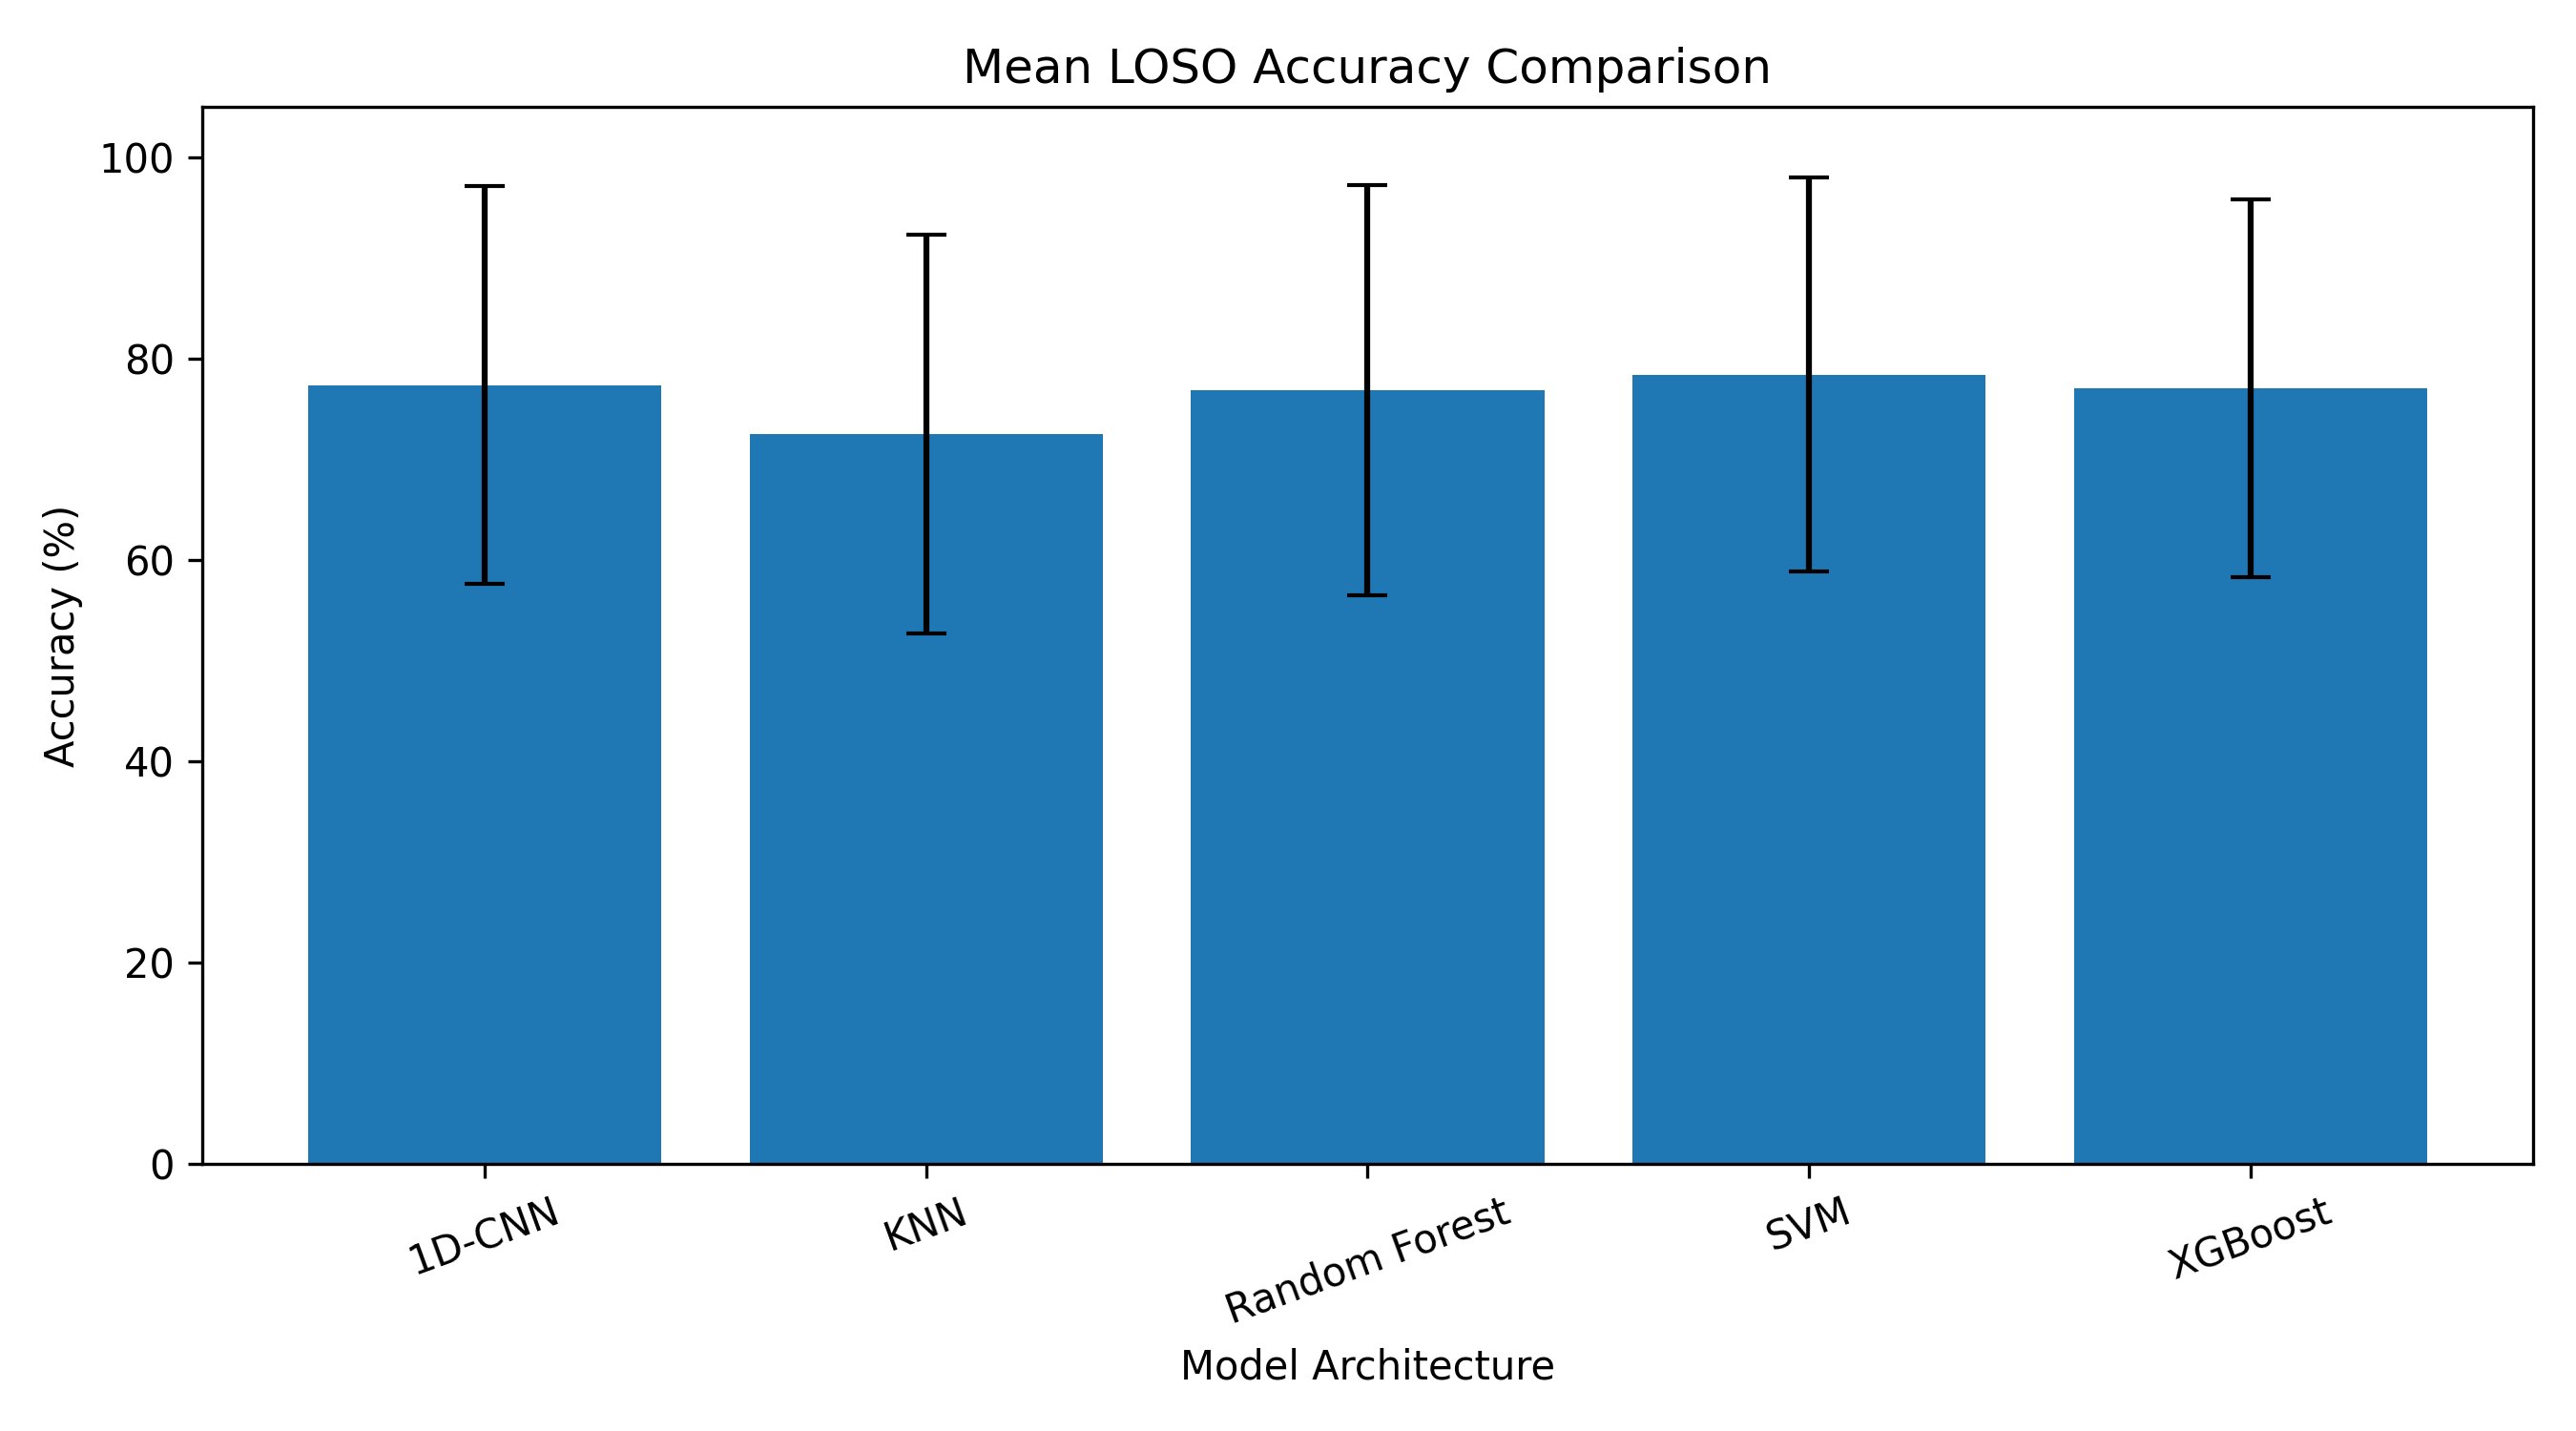 Mean LOSO Accuracy Comparison
100
80
60
40
20
0
Accuracy (%)
1D-CNN
KNN
Random Forest
SVM
XGBoost
Model Architecture